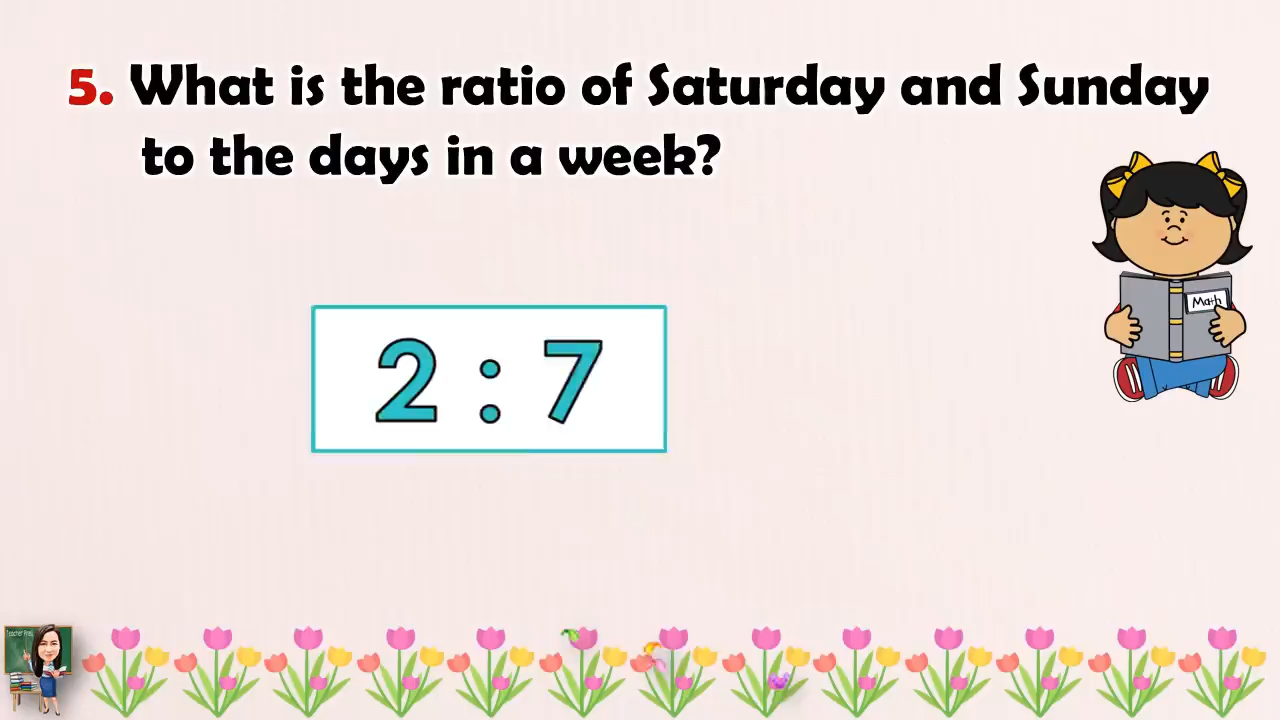 5. What is the ratio of Saturday and Sunday
to the days in a week?
Math
2 : 7